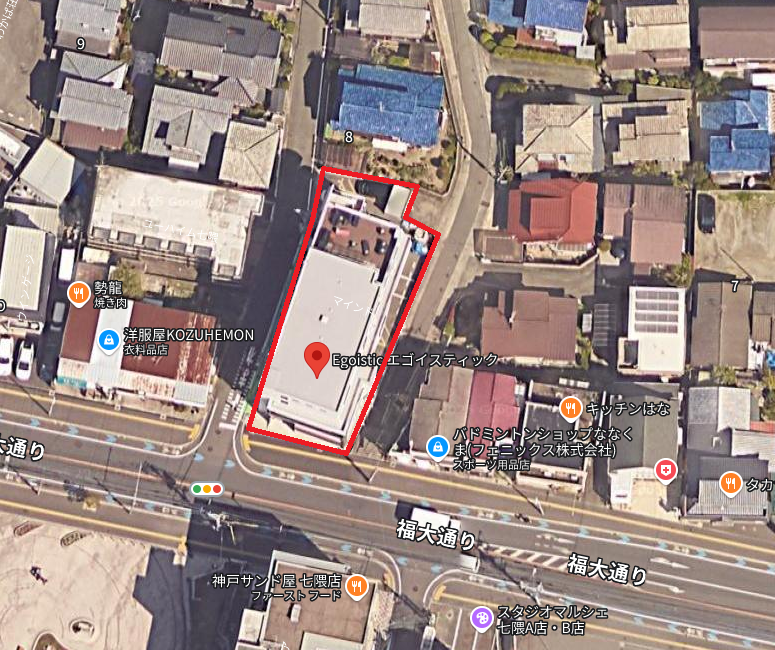 9
8
7
勢龍
焼き肉
洋服屋KOZUHEMON
衣料品店
Egoistic エゴイスティック
キッチンはな
バドミントンショップななく
ま(フェニックス株式会社)
スポーツ用品店
タカ
大通り
福大通り
福大通り
神戸サンド屋 七隈店
ファーストフード
スタジオマルシェ
七隈A店・B店